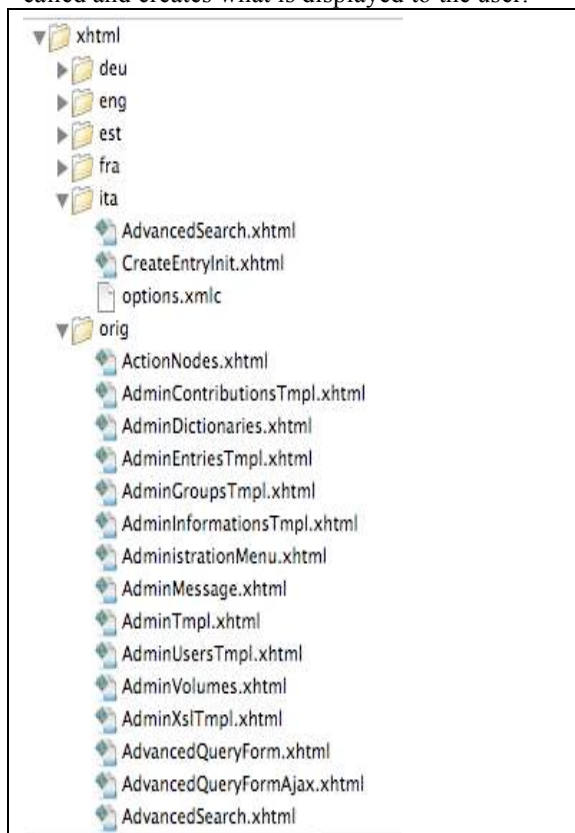 called and creates what is displayed to the user.
xhtml
deu
eng
est
fra
ita
AdvancedSearch.xhtml
CreateEntryInit.xhtml
options.xmlc
orig
ActionNodes.xhtml
AdminContributionsTmpl.xhtml
AdminDictionaries.xhtml
AdminEntriesTmpl.xhtml
AdminGroupsTmpl.xhtml
AdminInformationsTmpl.xhtml
AdministrationMenu.xhtml
AdminMessage.xhtml
AdminTmpl.xhtml
AdminUsersTmpl.xhtml
AdminVolumes.xhtml
AdminXslTmpl.xhtml
AdvancedQueryForm.xhtml
AdvancedQueryFormAjax.xhtml
AdvancedSearch.xhtml